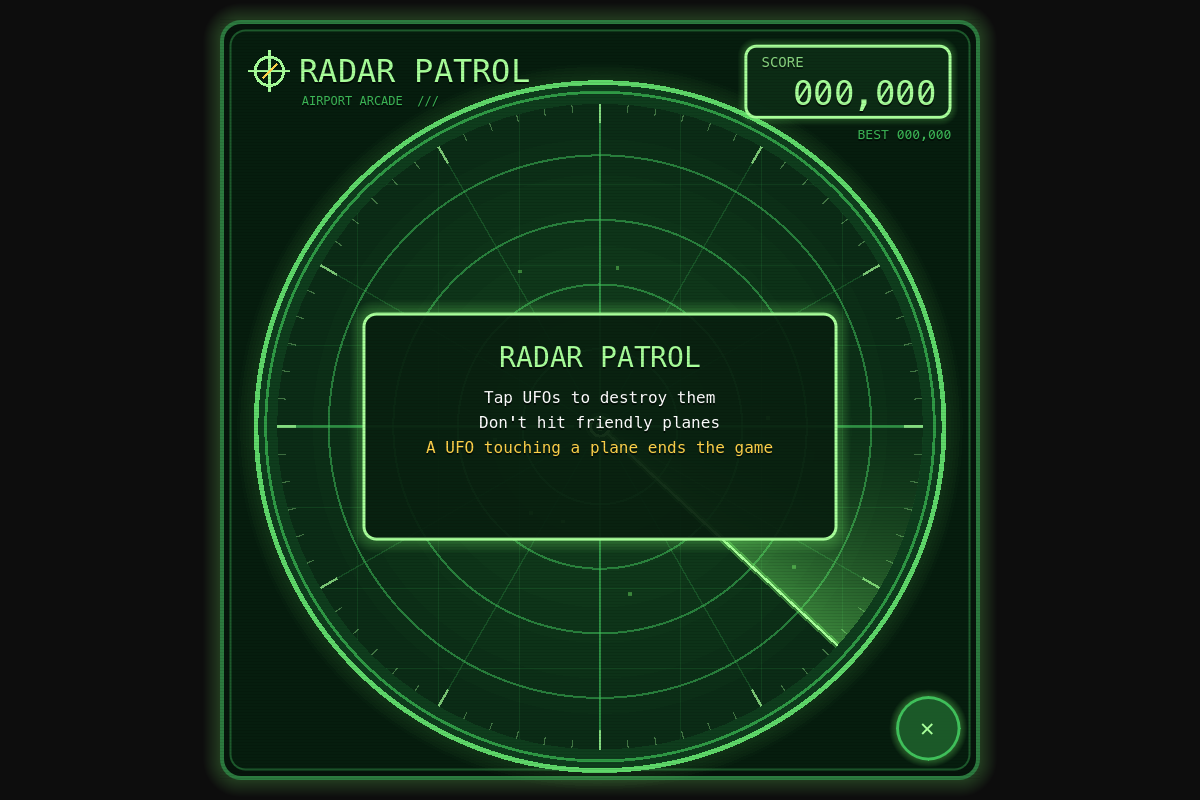 RADAR PATROL
AIRPORT ARCADE ///
SCORE
000,000
BEST 000,000
RADAR PATROL
Tap UFOs to destroy them
Don't hit friendly planes
A UFO touching a plane ends the game
×